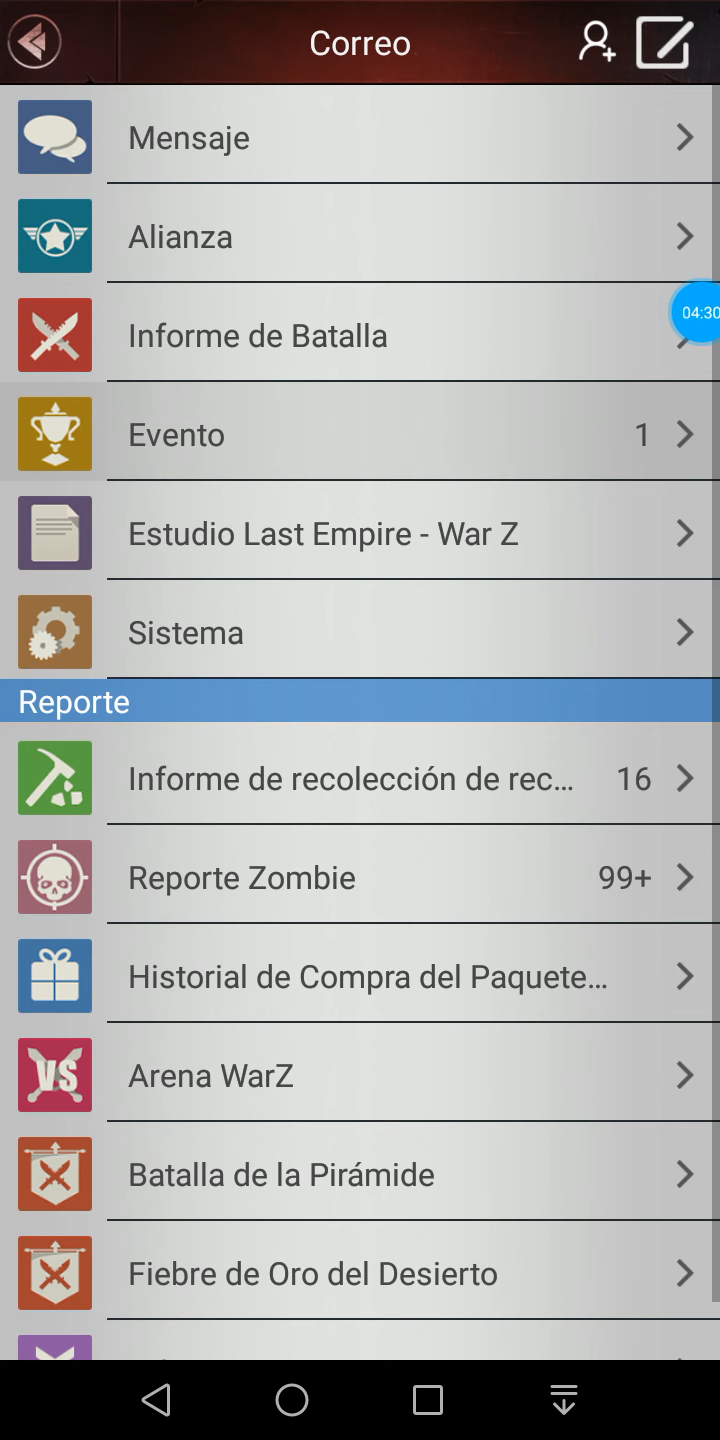 Correo
Mensaje
Alianza
Informe de Batalla
04:30
Evento 1
Estudio Last Empire - War Z
Sistema
Reporte
Informe de recolección de rec... 16
Reporte Zombie 99+
Historial de Compra del Paquete...
VS Arena WarZ
Batalla de la Pirámide
Fiebre de Oro del Desierto